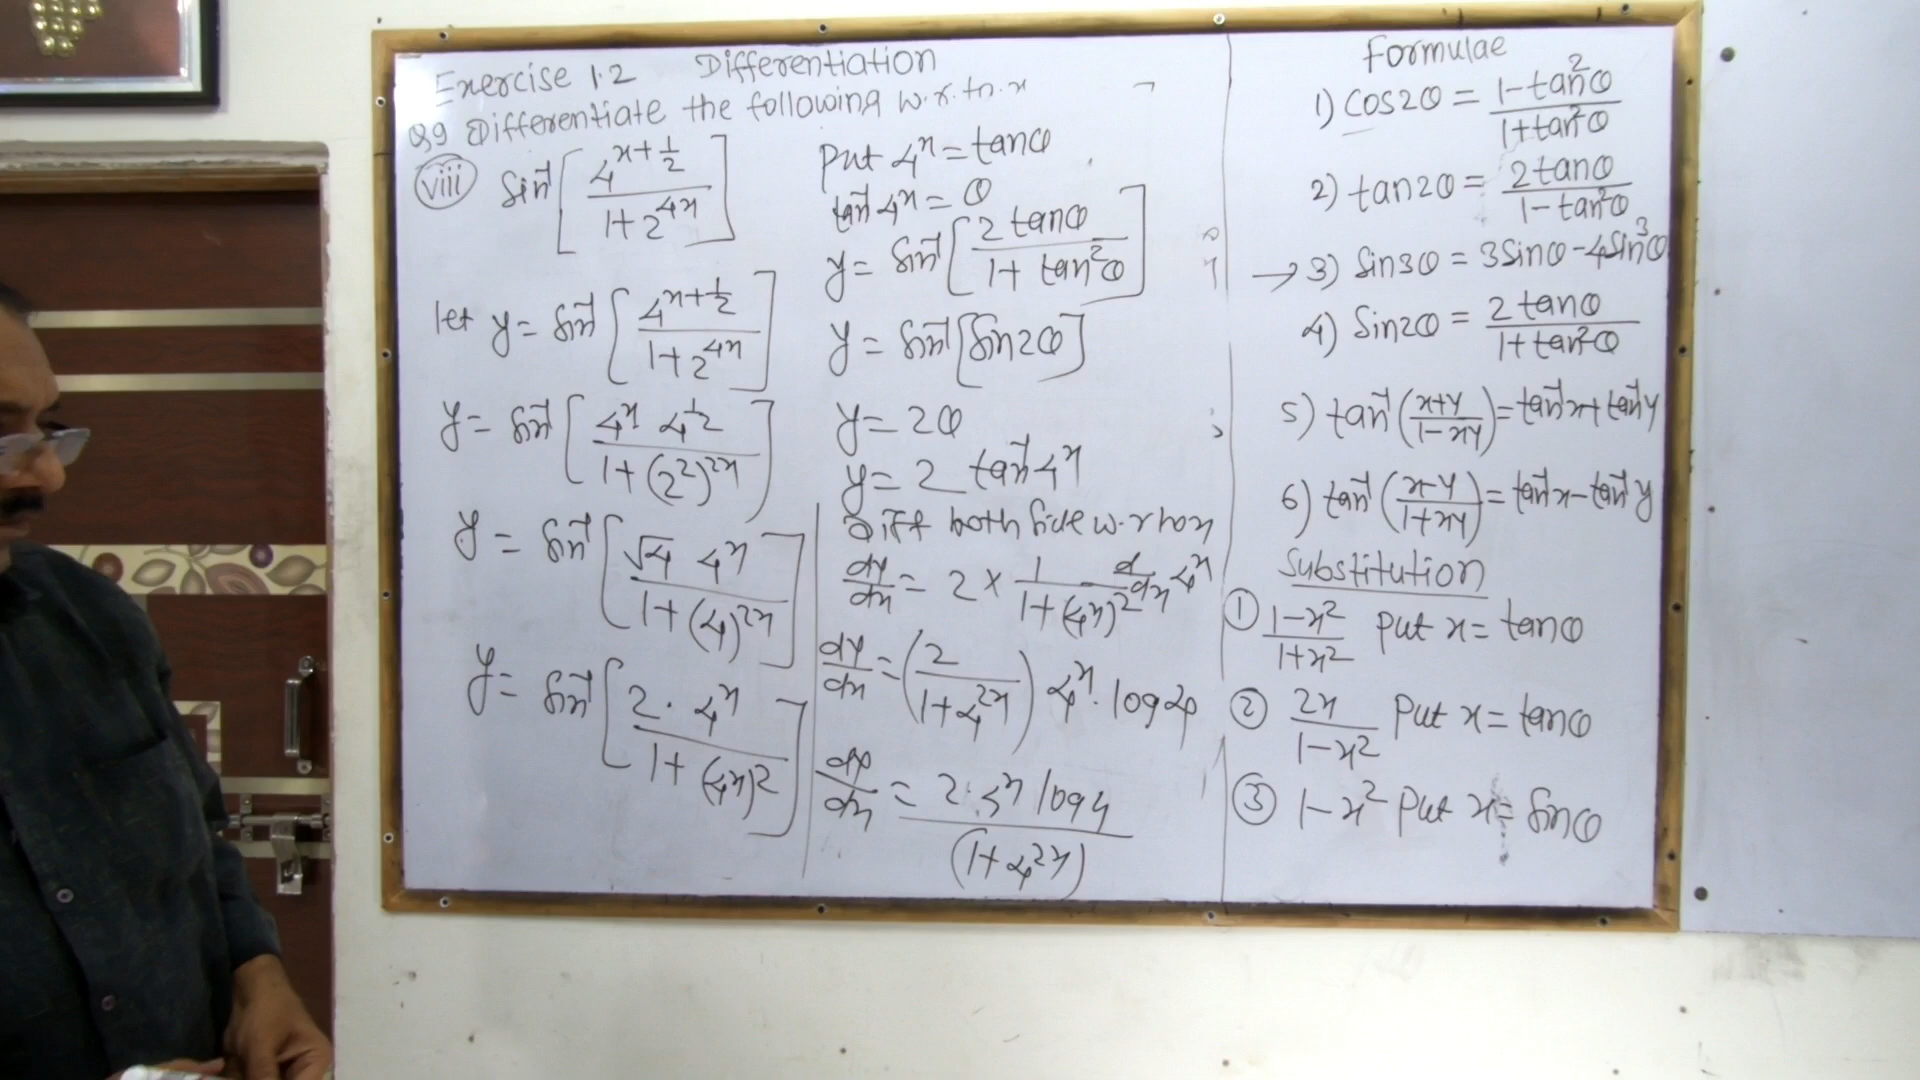 Exercise 1.2 Differentiation
Q9 Differentiate the following w.r.to.x
(viii) Sin⁻¹[4^(x+1/2) / (1+2^(4x))]
let y = Sin⁻¹[4^(x+1/2) / (1+2^(4x))]
y = Sin⁻¹[4^x 4^(1/2) / (1+(2²)^(2x))]
y = Sin⁻¹[√4 4^x / (1+(4)^(2x))]
y = Sin⁻¹[2·4^x / (1+(4^x)²)]
Put 4^x = tanθ
tan⁻¹4^x = θ
y = Sin⁻¹[2tanθ / (1+tan²θ)]
y = Sin⁻¹[Sin2θ]
y = 2θ
y = 2 tan⁻¹4^x
Diff both Side w.r to x
dy/dx = 2 × 1/(1+(4^x)²) d/dx 4^x
dy/dx = (2/(1+4^(2x))) 4^x · log4
dy/dx = 2·4^x log4 / (1+4^(2x))
Formulae
1) Cos2θ = (1-tan²θ)/(1+tan²θ)
2) tan2θ = 2tanθ/(1-tan²θ)
→ 3) Sin3θ = 3Sinθ-4Sin³θ
4) Sin2θ = 2tanθ/(1+tan²θ)
5) tan⁻¹((x+y)/(1-xy)) = tan⁻¹x+tan⁻¹y
6) tan⁻¹((x-y)/(1+xy)) = tan⁻¹x-tan⁻¹y
Substitution
① (1-x²)/(1+x²) Put x = tanθ
② 2x/(1-x²) Put x = tanθ
③ 1-x² Put x = Sinθ